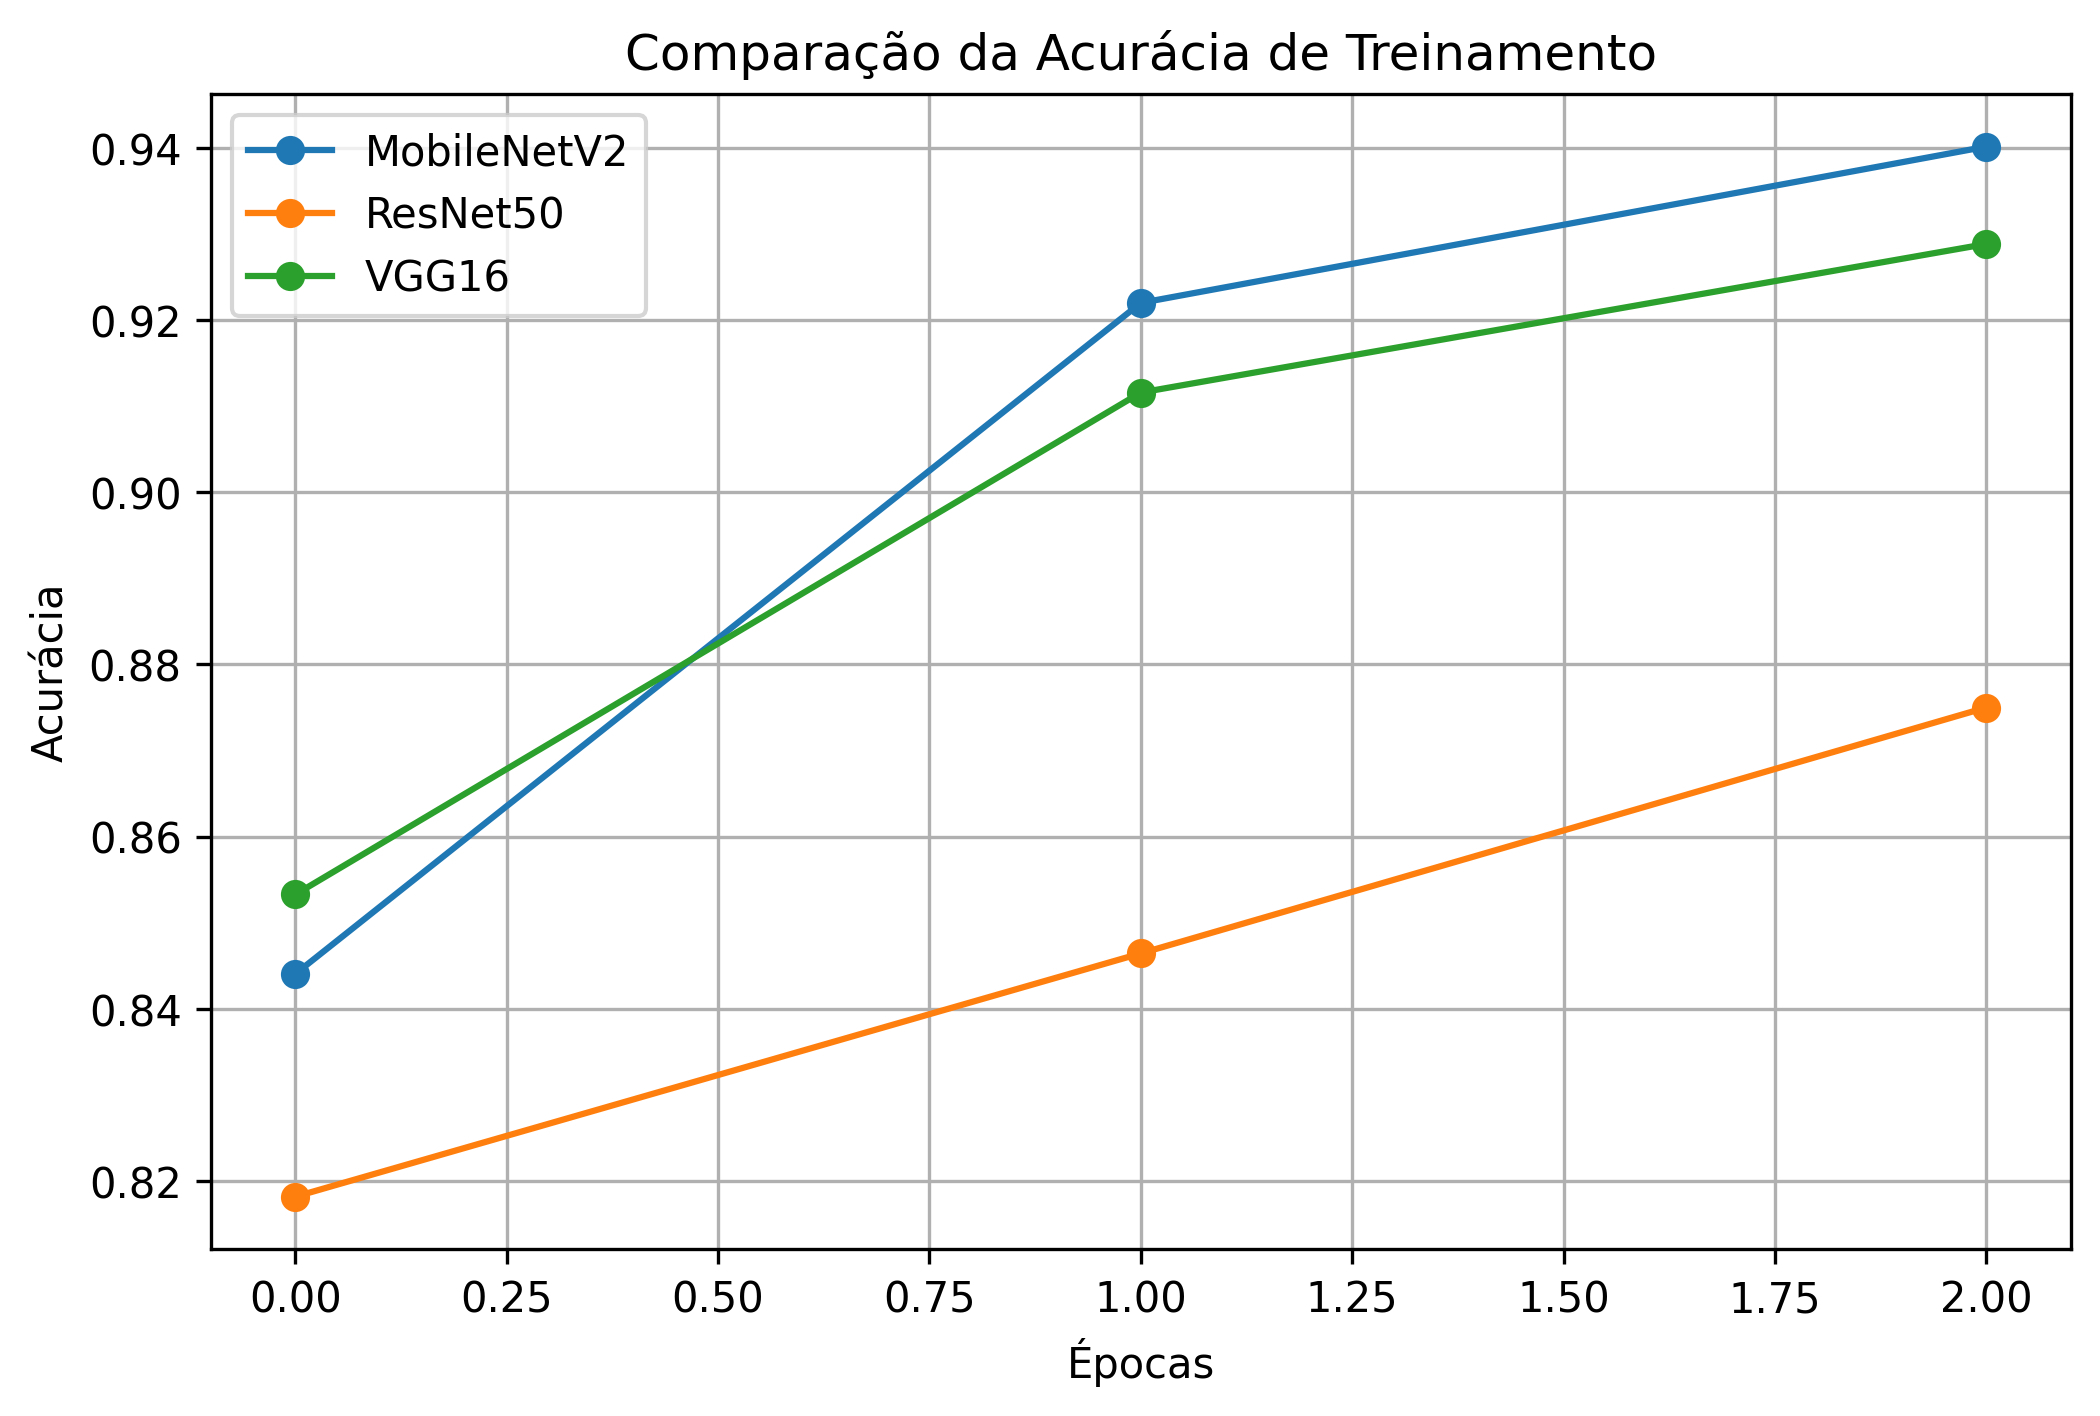 Comparação da Acurácia de Treinamento
MobileNetV2
ResNet50
VGG16
Acurácia
0.94
0.92
0.90
0.88
0.86
0.84
0.82
0.00 0.25 0.50 0.75 1.00 1.25 1.50 1.75 2.00
Épocas